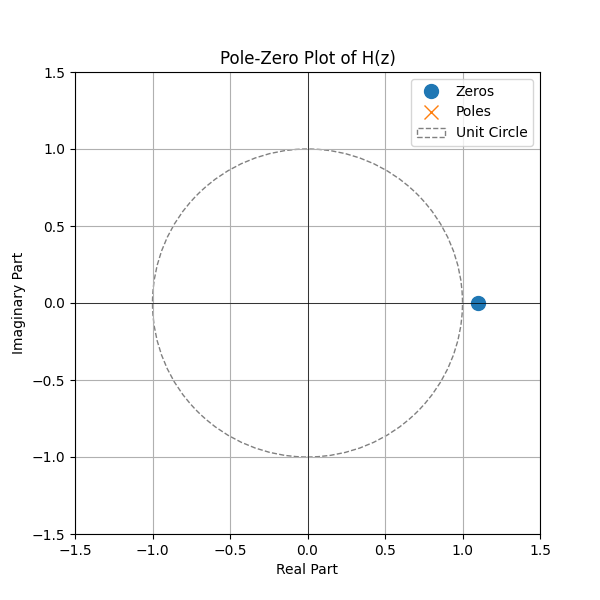 Pole-Zero Plot of H(z)
Zeros
Poles
Unit Circle
1.5
1.0
0.5
0.0
−0.5
−1.0
−1.5
Imaginary Part
−1.5 −1.0 −0.5 0.0 0.5 1.0 1.5
Real Part